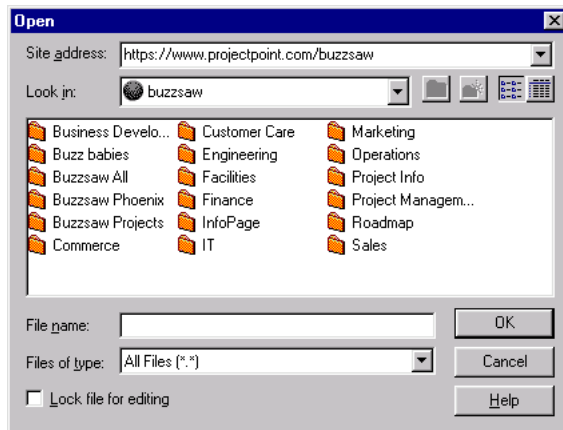 Open
Site address: https://www.projectpoint.com/buzzsaw
Look in: buzzsaw
Business Develo... Customer Care Marketing
Buzz babies Engineering Operations
Buzzsaw All Facilities Project Info
Buzzsaw Phoenix Finance Project Managem...
Buzzsaw Projects InfoPage Roadmap
Commerce IT Sales
File name: OK
Files of type: All Files (*.*) Cancel
Lock file for editing Help